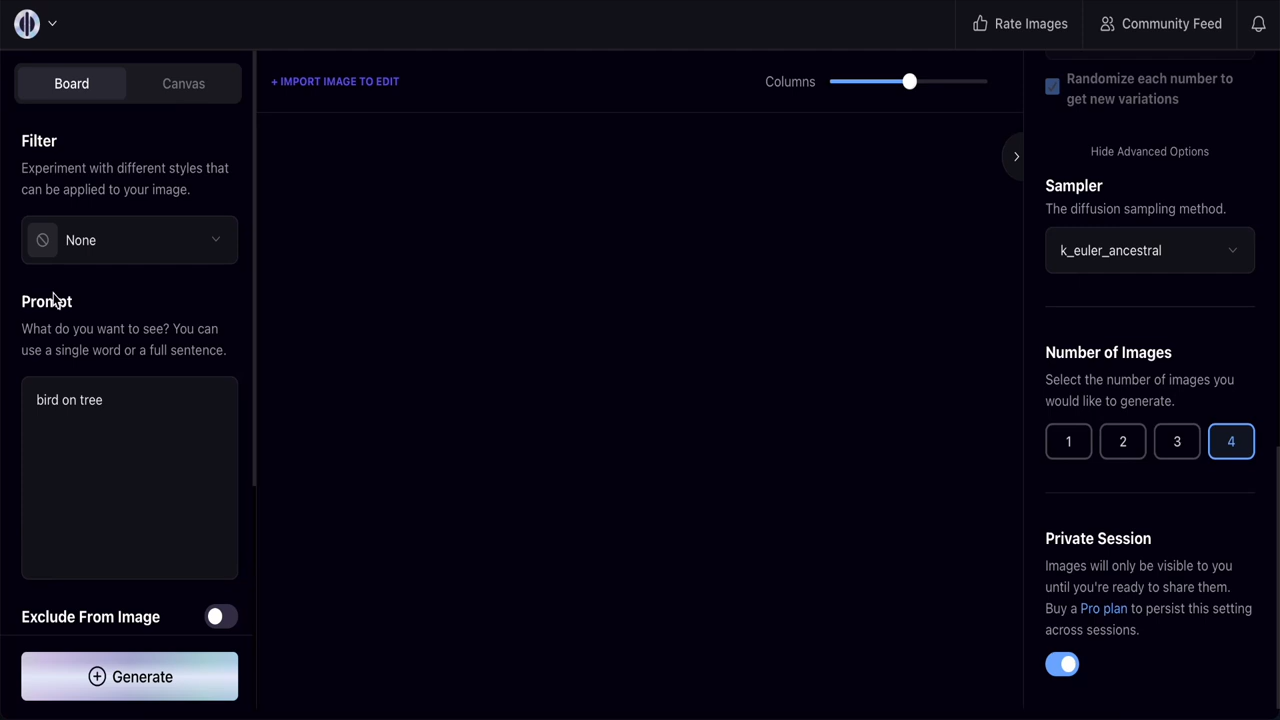 Rate Images
Community Feed
Board
Canvas
Filter
Experiment with different styles that
can be applied to your image.
None
Prompt
What do you want to see? You can
use a single word or a full sentence.
bird on tree
Exclude From Image
Generate
+ IMPORT IMAGE TO EDIT
Columns
Randomize each number to
get new variations
Hide Advanced Options
Sampler
The diffusion sampling method.
k_euler_ancestral
Number of Images
Select the number of images you
would like to generate.
1
2
3
4
Private Session
Images will only be visible to you
until you're ready to share them.
Buy a Pro plan to persist this setting
across sessions.